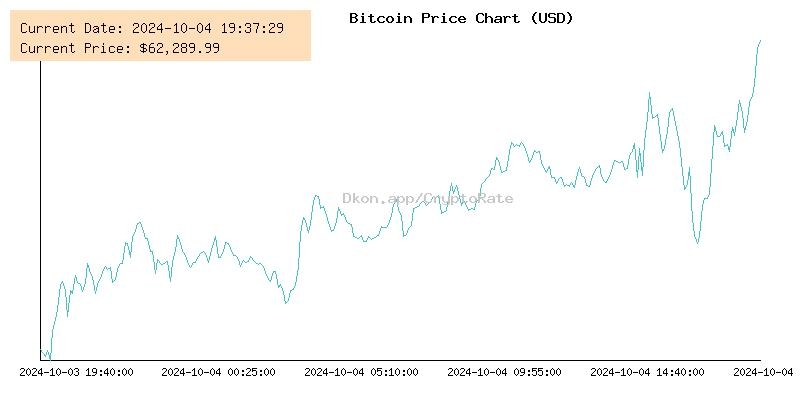 Bitcoin Price Chart (USD)
Current Date: 2024-10-04 19:37:29
Current Price: $62,289.99
Dkon.app/CryptoRate
2024-10-03 19:40:00 2024-10-04 00:25:00 2024-10-04 05:10:00 2024-10-04 09:55:00 2024-10-04 14:40:00 2024-10-04